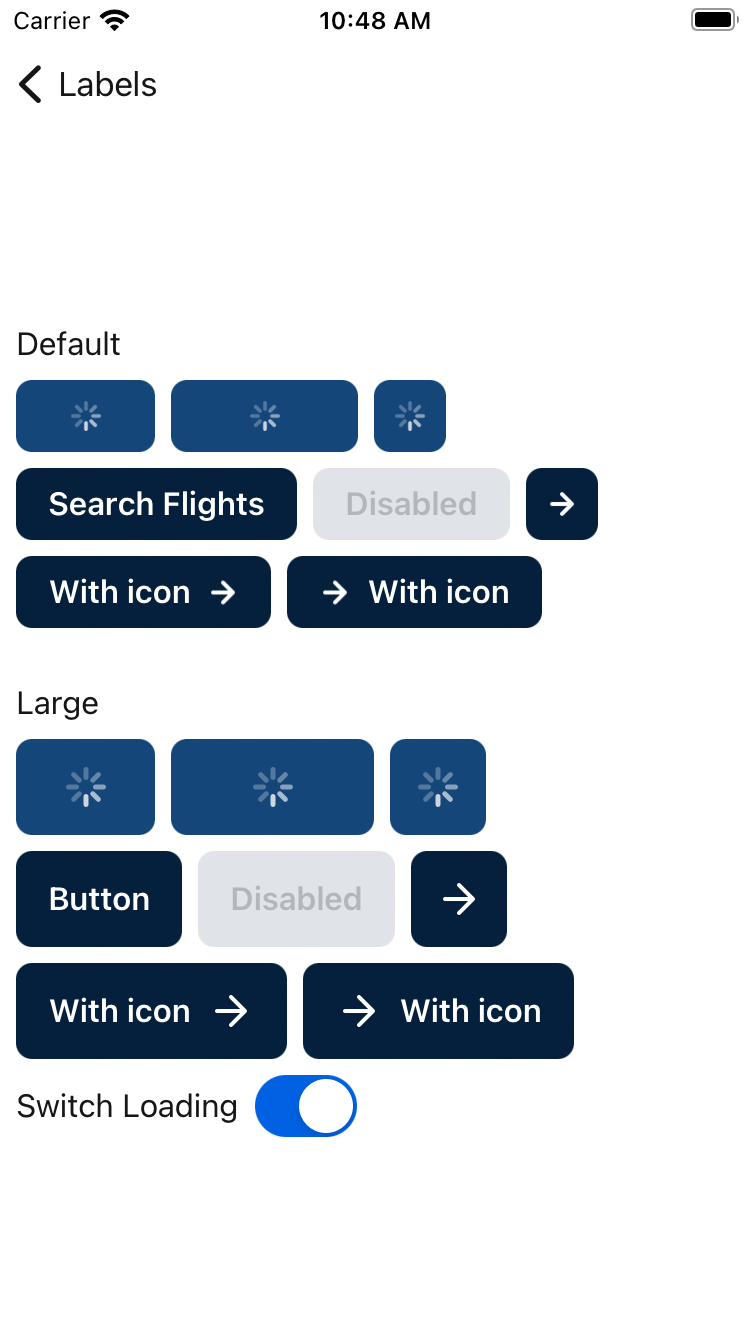 Carrier 10:48 AM
Labels
Default
Search Flights Disabled
With icon With icon
Large
Button Disabled
With icon With icon
Switch Loading